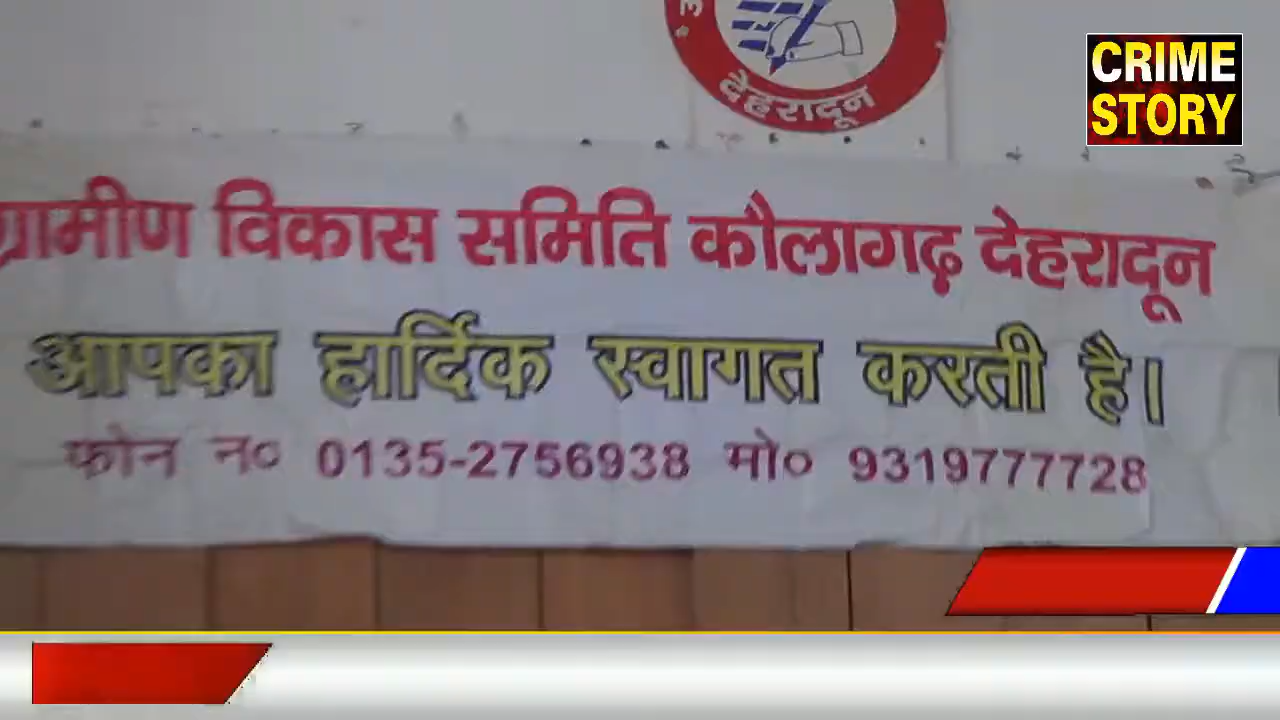 देहरादून
CRIME
STORY
ग्रामीण विकास समिति कौलागढ़ देहरादून
आपका हार्दिक स्वागत करती है।
फोन न० 0135-2756938 मो० 9319777728